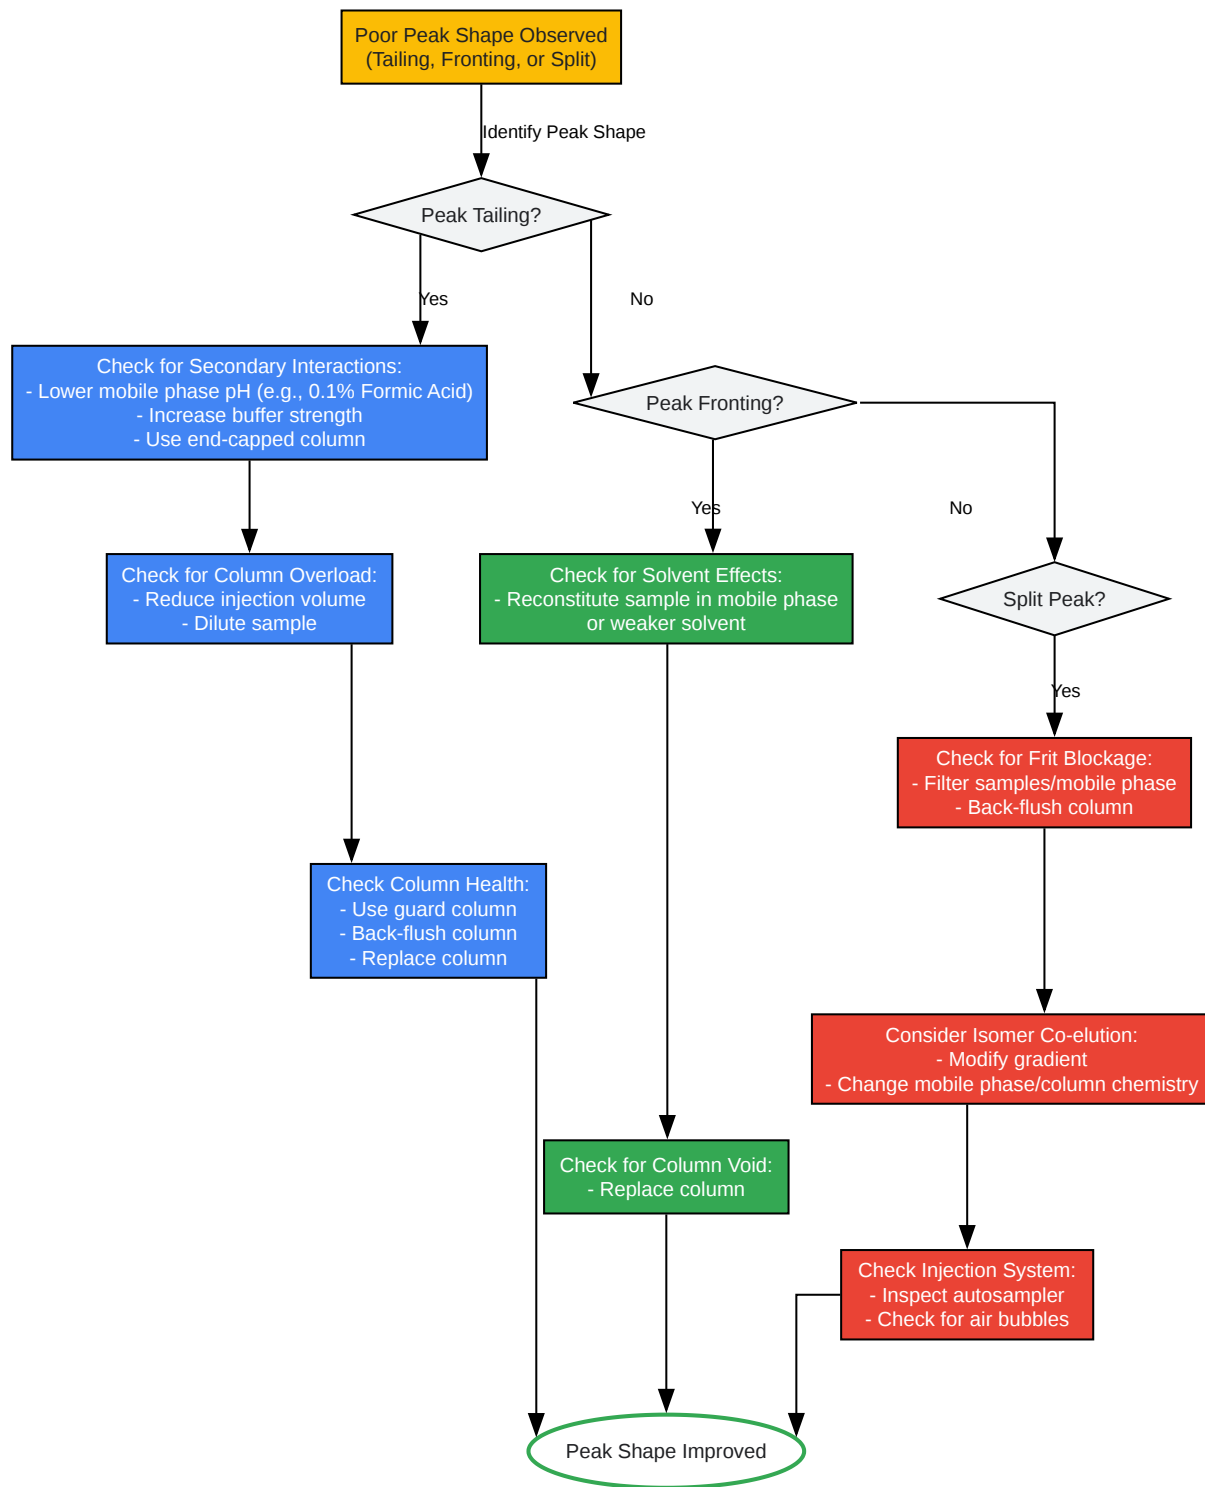 Poor Peak Shape Observed
(Tailing, Fronting, or Split)
Identify Peak Shape
Peak Tailing?
Yes
No
Check for Secondary Interactions:
- Lower mobile phase pH (e.g., 0.1% Formic Acid)
- Increase buffer strength
- Use end-capped column
Peak Fronting?
Yes
No
Check for Column Overload:
- Reduce injection volume
- Dilute sample
Check for Solvent Effects:
- Reconstitute sample in mobile phase
or weaker solvent
Split Peak?
Yes
Check for Frit Blockage:
- Filter samples/mobile phase
- Back-flush column
Check Column Health:
- Use guard column
- Back-flush column
- Replace column
Consider Isomer Co-elution:
- Modify gradient
- Change mobile phase/column chemistry
Check for Column Void:
- Replace column
Check Injection System:
- Inspect autosampler
- Check for air bubbles
Peak Shape Improved